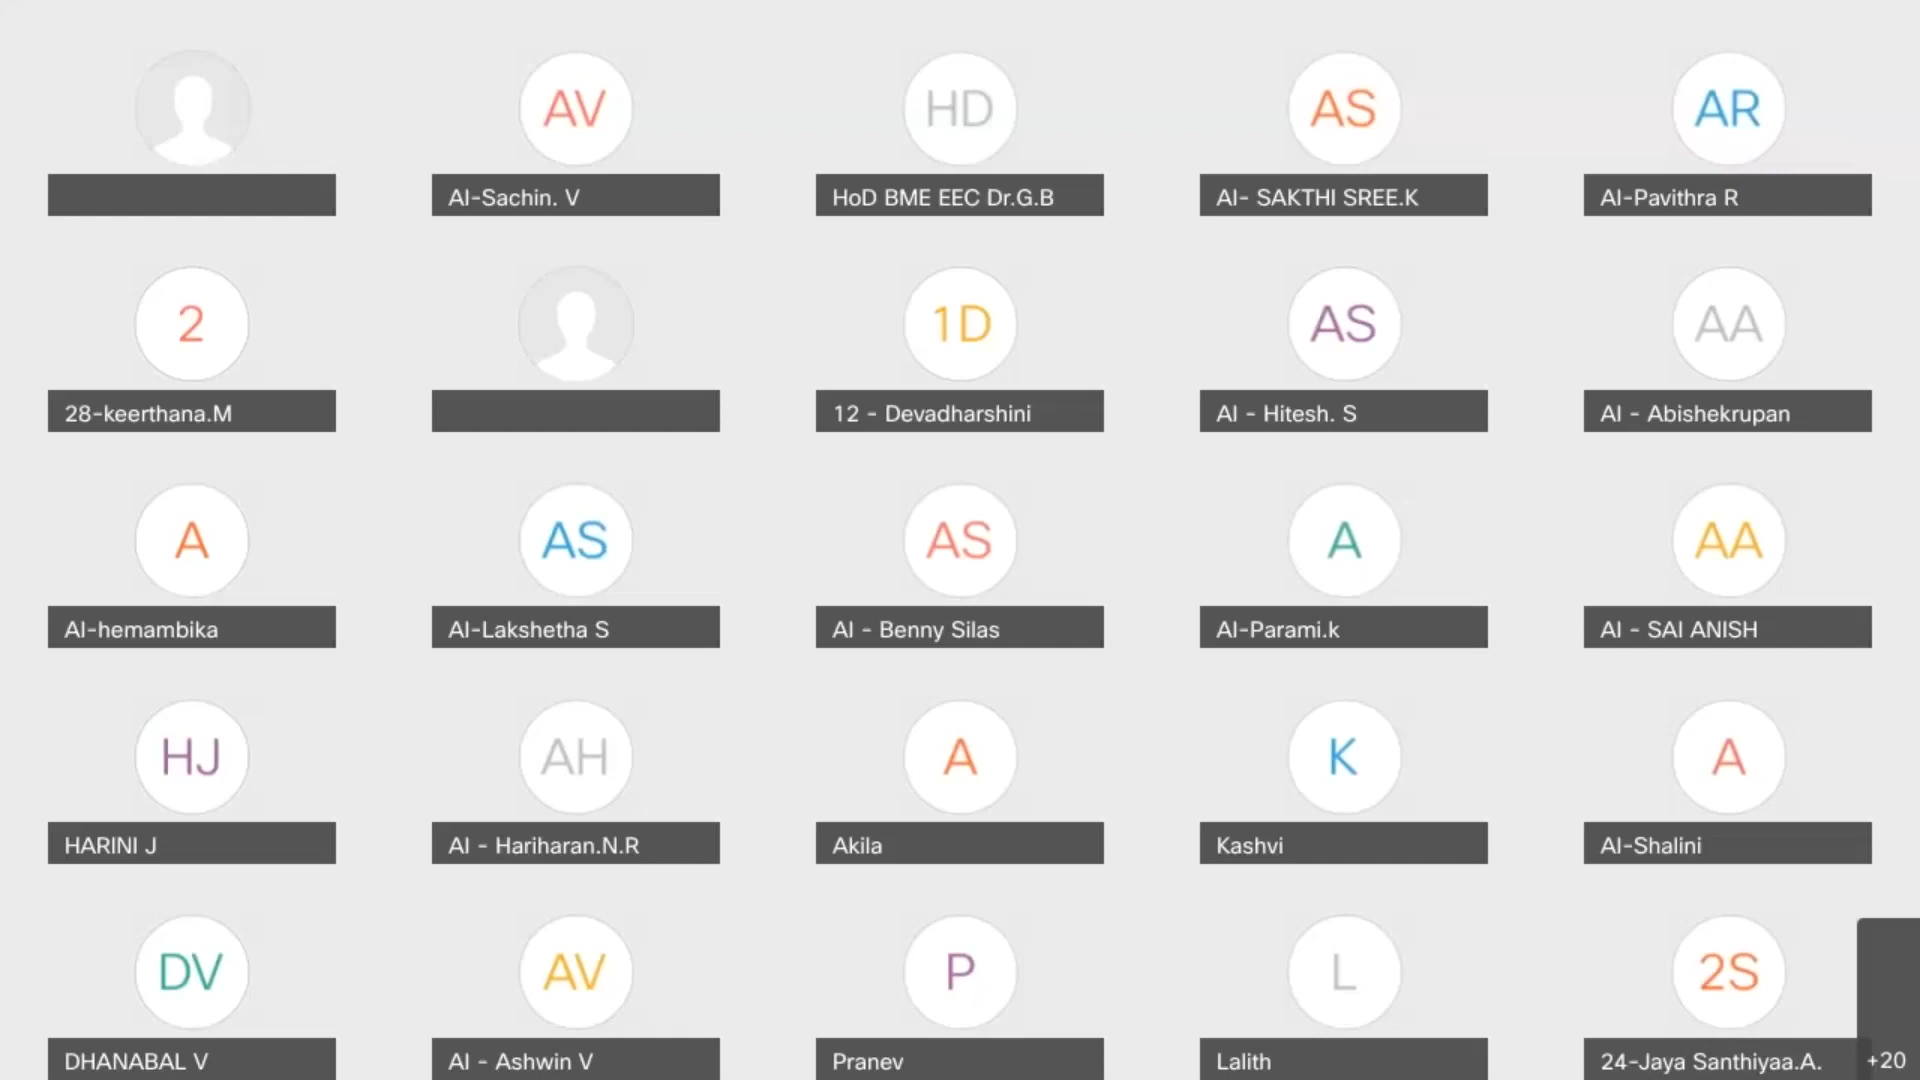 AV
HD
AS
AR
AI-Sachin. V
HoD BME EEC Dr.G.B
AI- SAKTHI SREE.K
AI-Pavithra R
2
1D
AS
AA
28-keerthana.M
12 - Devadharshini
AI - Hitesh. S
AI - Abishekrupan
A
AS
AS
A
AA
AI-hemambika
AI-Lakshetha S
AI - Benny Silas
AI-Parami.k
AI - SAI ANISH
HJ
AH
A
K
A
HARINI J
AI - Hariharan.N.R
Akila
Kashvi
AI-Shalini
DV
AV
P
L
2S
DHANABAL V
AI - Ashwin V
Pranev
Lalith
24-Jaya Santhiyaa.A.
+20